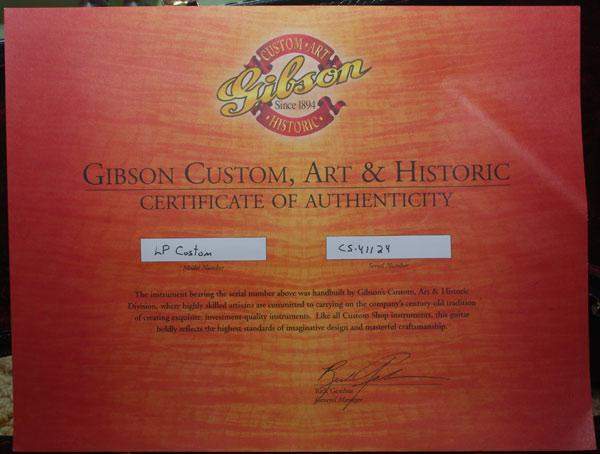 CUSTOM • ART
Gibson
Since 1894
HISTORIC
GIBSON CUSTOM, ART & HISTORIC
CERTIFICATE OF AUTHENTICITY
LP Custom
CS-41124
Model Number
Serial Number
The instrument bearing the serial number above was handbuilt by Gibson's Custom, Art & Historic
Division, where highly skilled artisans are committed to carrying on the company's century-old tradition
of creating exquisite, investment-quality instruments. Like all Custom Shop instruments, this guitar
boldly reflects the highest standards of imaginative design and masterful craftsmanship.
Rick Gembar
General Manager